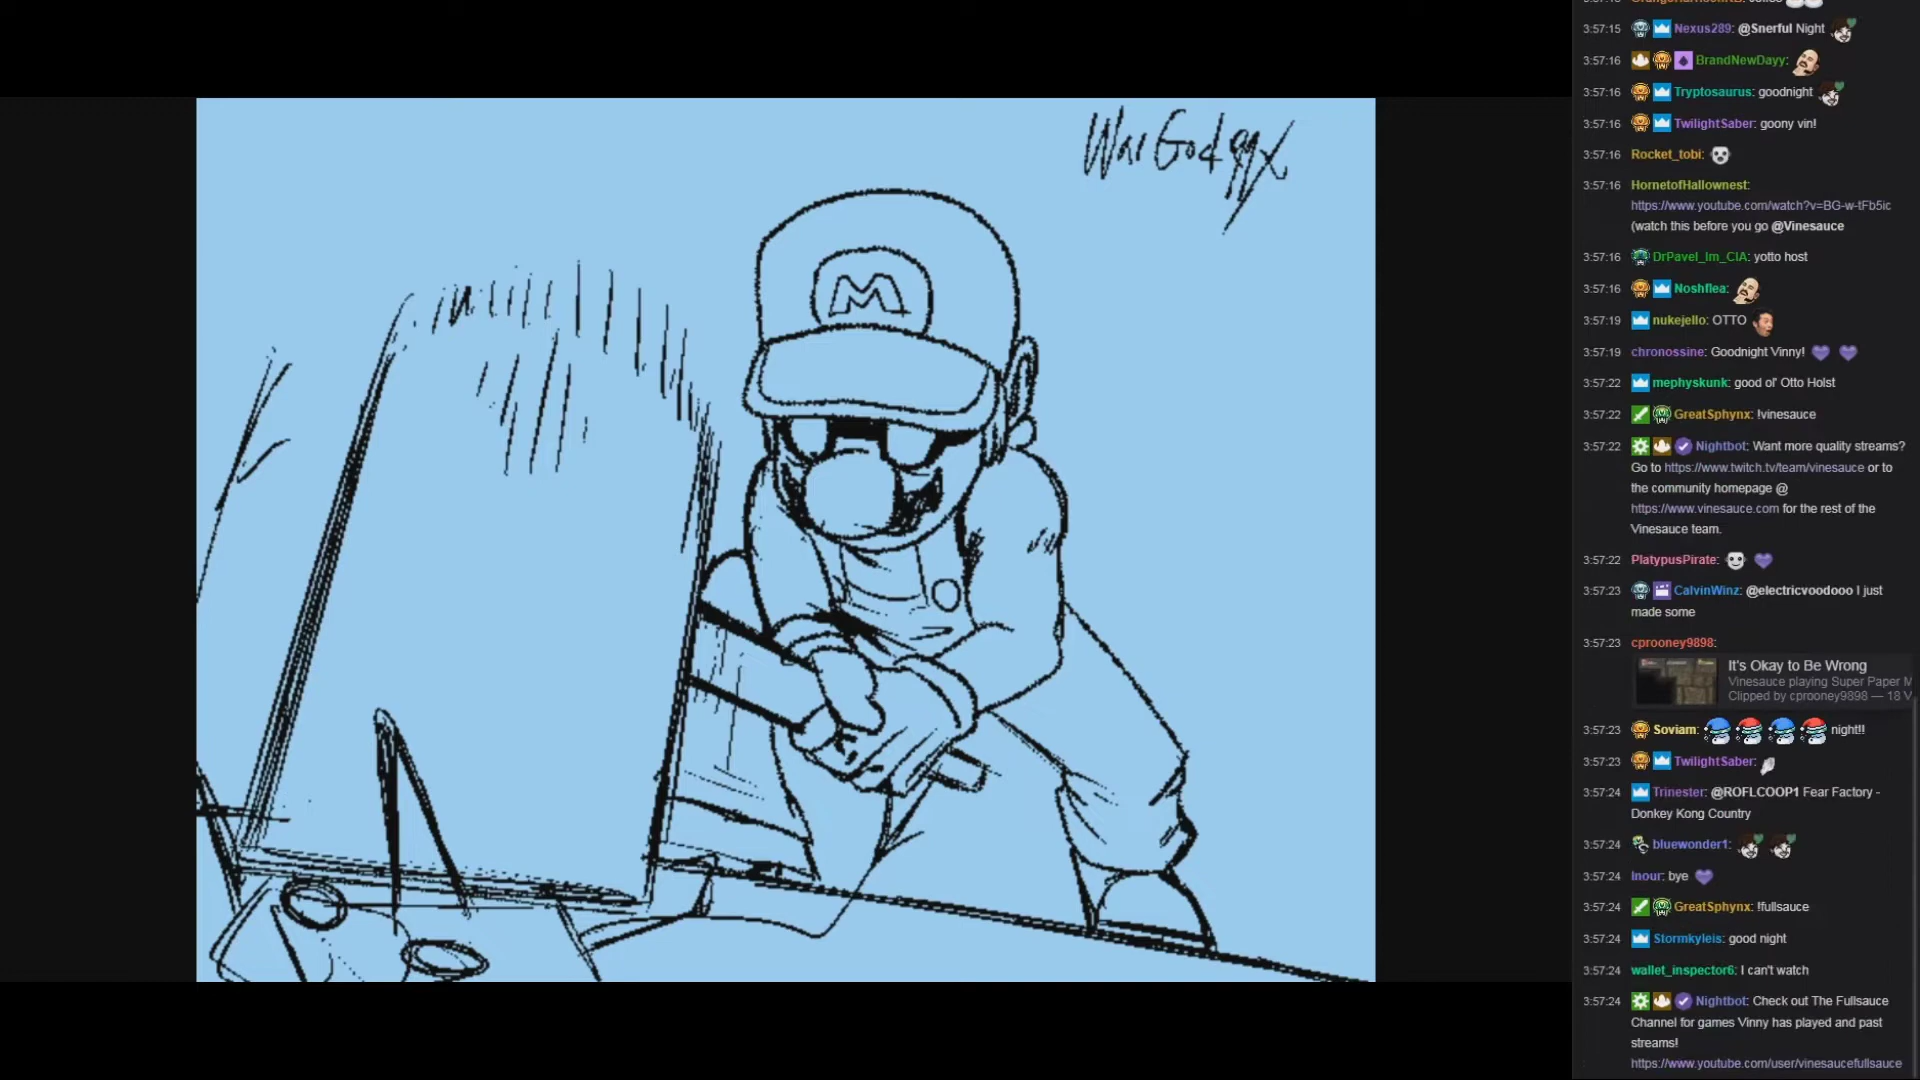 WarGodyyx
M
3:57:15 Nexus289: @Snerful Night
3:57:16 BrandNewDayy:
3:57:16 Tryptosaurus: goodnight
3:57:16 TwilightSaber: goony vin!
3:57:16 Rocket_tobi:
3:57:16 HornetofHallownest:
https://www.youtube.com/watch?v=BG-w-tFb5ic
(watch this before you go @Vinesauce
3:57:16 DrPavel_Im_CIA: yotto host
3:57:16 Noshflea:
3:57:19 nukejello: OTTO
3:57:19 chronossine: Goodnight Vinny!
3:57:22 mephyskunk: good ol' Otto Holst
3:57:22 GreatSphynx: !vinesauce
3:57:22 Nightbot: Want more quality streams?
Go to https://www.twitch.tv/team/vinesauce or to
the community homepage @
https://www.vinesauce.com for the rest of the
Vinesauce team.
3:57:22 PlatypusPirate:
3:57:23 CalvinWinz: @electricvoodooo I just
made some
3:57:23 cprooney9898:
It's Okay to Be Wrong
Vinesauce playing Super Paper M
Clipped by cprooney9898 — 18 V
3:57:23 Soviam: night!!
3:57:23 TwilightSaber:
3:57:24 Trinester: @ROFLCOOP1 Fear Factory -
Donkey Kong Country
3:57:24 bluewonder1:
3:57:24 Inour: bye
3:57:24 GreatSphynx: !fullsauce
3:57:24 Stormkyleis: good night
3:57:24 wallet_inspector6: I can't watch
3:57:24 Nightbot: Check out The Fullsauce
Channel for games Vinny has played and past
streams!
https://www.youtube.com/user/vinesaucefullsauce